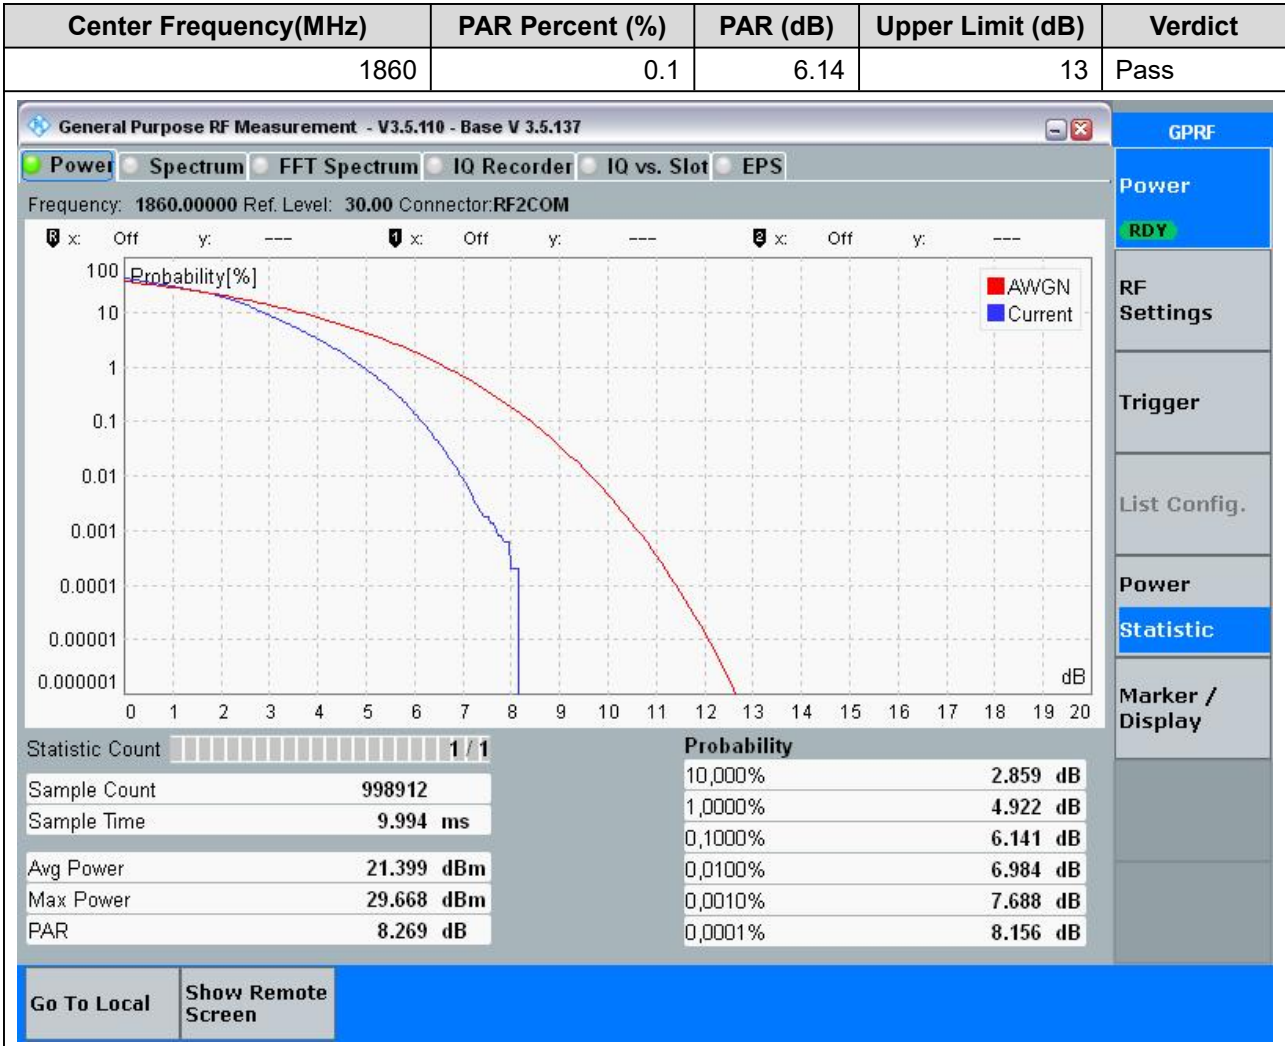 Center Frequency(MHz) PAR Percent (%) PAR (dB) Upper Limit (dB) Verdict
1860 0.1 6.14 13 Pass
General Purpose RF Measurement - V3.5.110 - Base V 3.5.137
GPRF
Power Spectrum FFT Spectrum IQ Recorder IQ vs. Slot EPS
Frequency: 1860.00000 Ref. Level: 30.00 Connector:RF2COM
R x: Off y: --- 1 x: Off y: --- 2 x: Off y: ---
Probability[%]
AWGN
Current
100
10
1
0.1
0.01
0.001
0.0001
0.00001
0.000001
dB
0 1 2 3 4 5 6 7 8 9 10 11 12 13 14 15 16 17 18 19 20
Statistic Count 1 / 1
Sample Count 998912
Sample Time 9.994 ms
Avg Power 21.399 dBm
Max Power 29.668 dBm
PAR 8.269 dB
Probability
10,000% 2.859 dB
1,0000% 4.922 dB
0,1000% 6.141 dB
0,0100% 6.984 dB
0,0010% 7.688 dB
0,0001% 8.156 dB
Power
RDY
RF
Settings
Trigger
List Config.
Power
Statistic
Marker /
Display
Go To Local
Show Remote
Screen